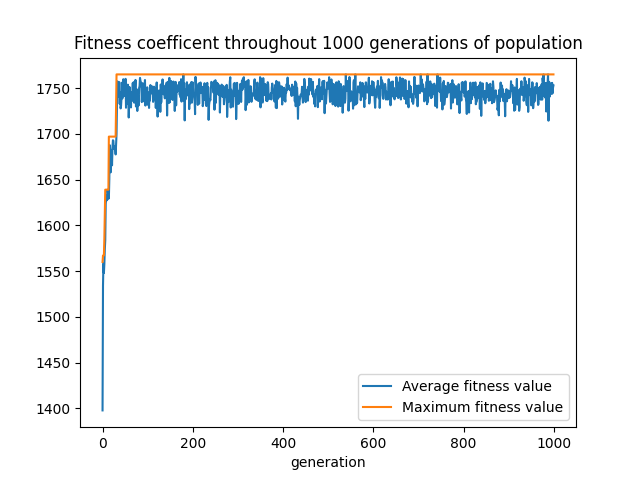 Fitness coefficent throughout 1000 generations of population
1750
1700
1650
1600
1550
1500
1450
1400
Average fitness value
Maximum fitness value
0 200 400 600 800 1000
generation